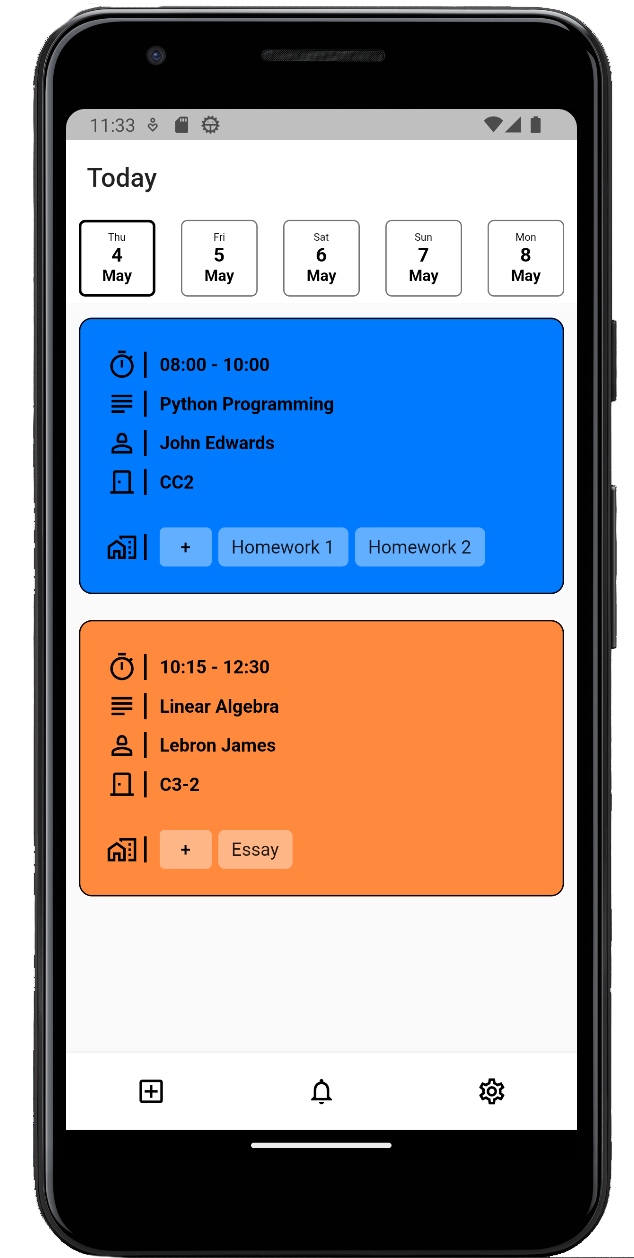 11:33
Today
Thu Fri Sat Sun Mon
4 5 6 7 8
May May May May May
08:00 - 10:00
Python Programming
John Edwards
CC2
+ Homework 1 Homework 2
10:15 - 12:30
Linear Algebra
Lebron James
C3-2
+ Essay